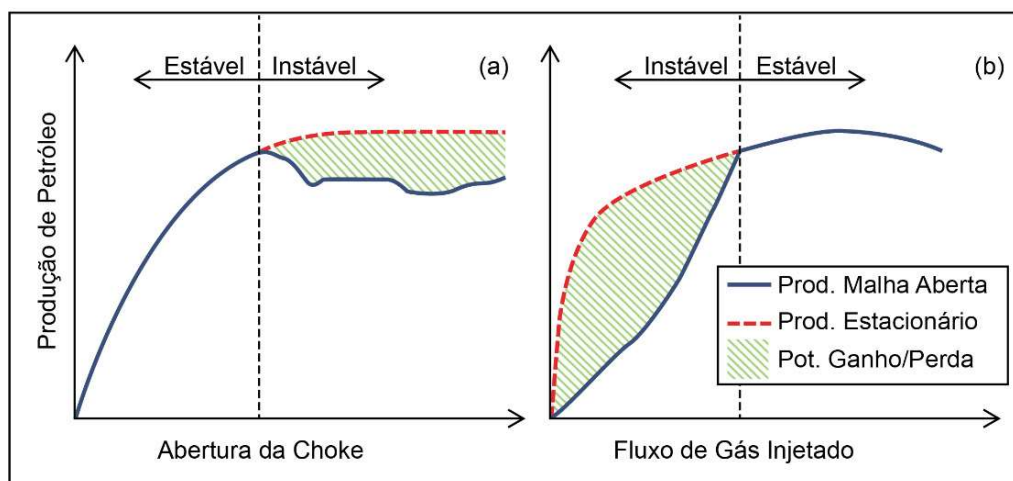 Estável Instável (a)
Instável Estável (b)
Produção de Petróleo
Prod. Malha Aberta
Prod. Estacionário
Pot. Ganho/Perda
Abertura da Choke
Fluxo de Gás Injetado